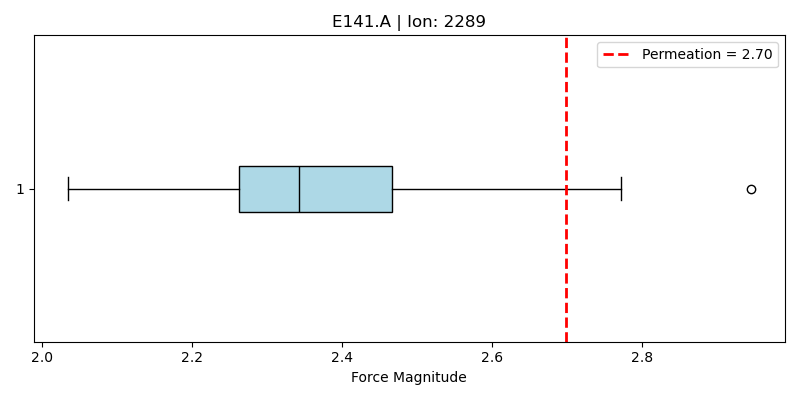 E141.A | Ion: 2289
Permeation = 2.70
1
2.0 2.2 2.4 2.6 2.8
Force Magnitude